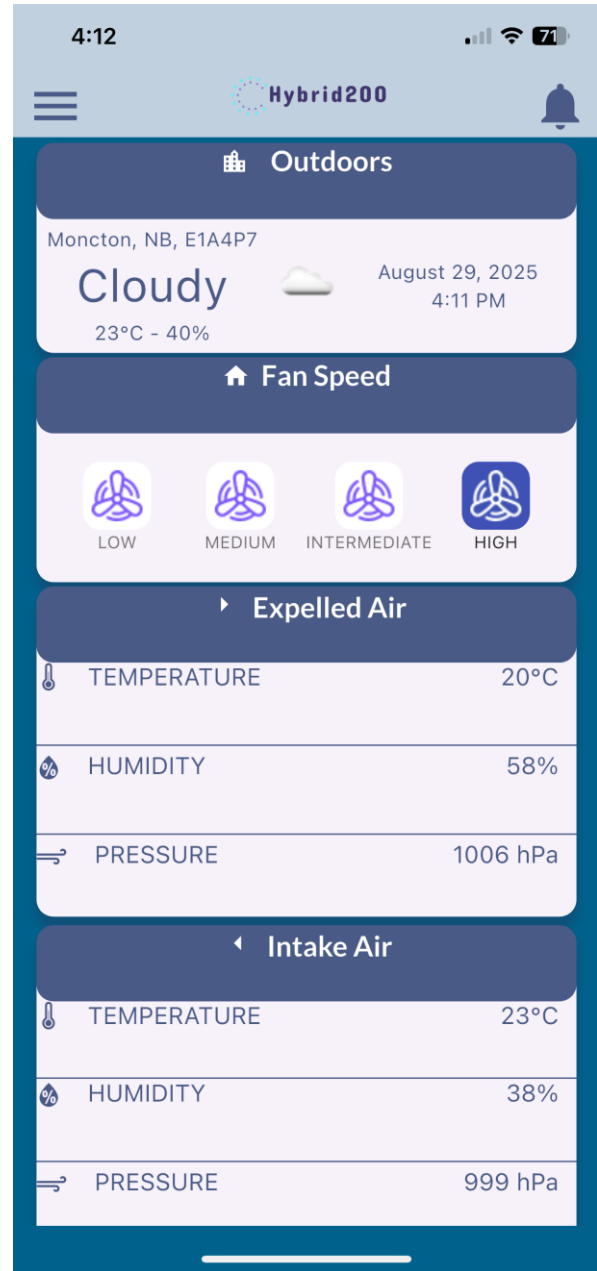 4:12
71
Hybrid200
Outdoors
Moncton, NB, E1A4P7
Cloudy
August 29, 2025
4:11 PM
23°C - 40%
Fan Speed
LOW MEDIUM INTERMEDIATE HIGH
Expelled Air
TEMPERATURE 20°C
% HUMIDITY 58%
PRESSURE 1006 hPa
Intake Air
TEMPERATURE 23°C
% HUMIDITY 38%
PRESSURE 999 hPa